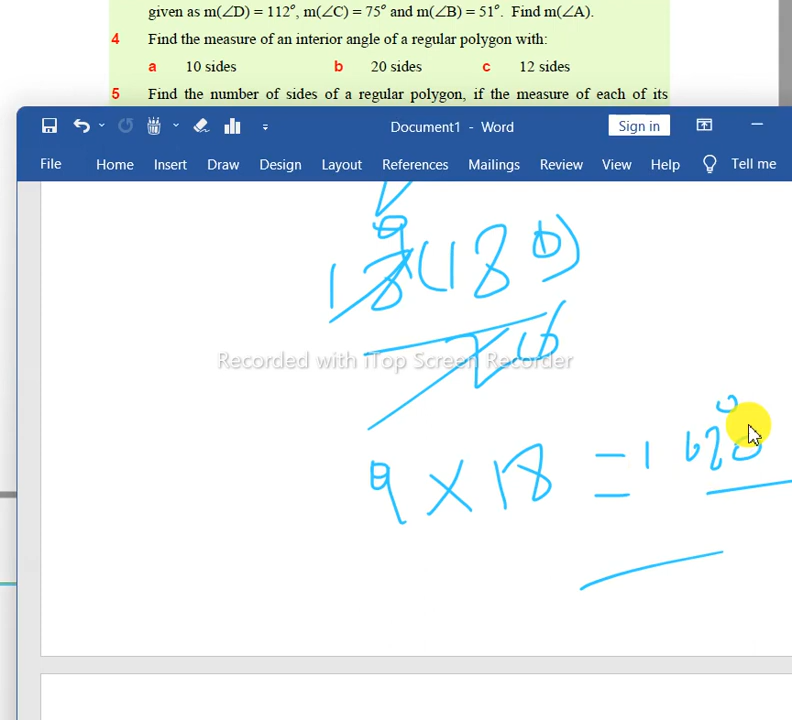 given as m(∠D) = 112°, m(∠C) = 75° and m(∠B) = 51°. Find m(∠A).
4 Find the measure of an interior angle of a regular polygon with:
a 10 sides b 20 sides c 12 sides
5 Find the number of sides of a regular polygon, if the measure of each of its
Document1 - Word
Sign in
File Home Insert Draw Design Layout References Mailings Review View Help Tell me
9
18(180)
Recorded with iTop Screen Recorder
9 × 18 = 162°